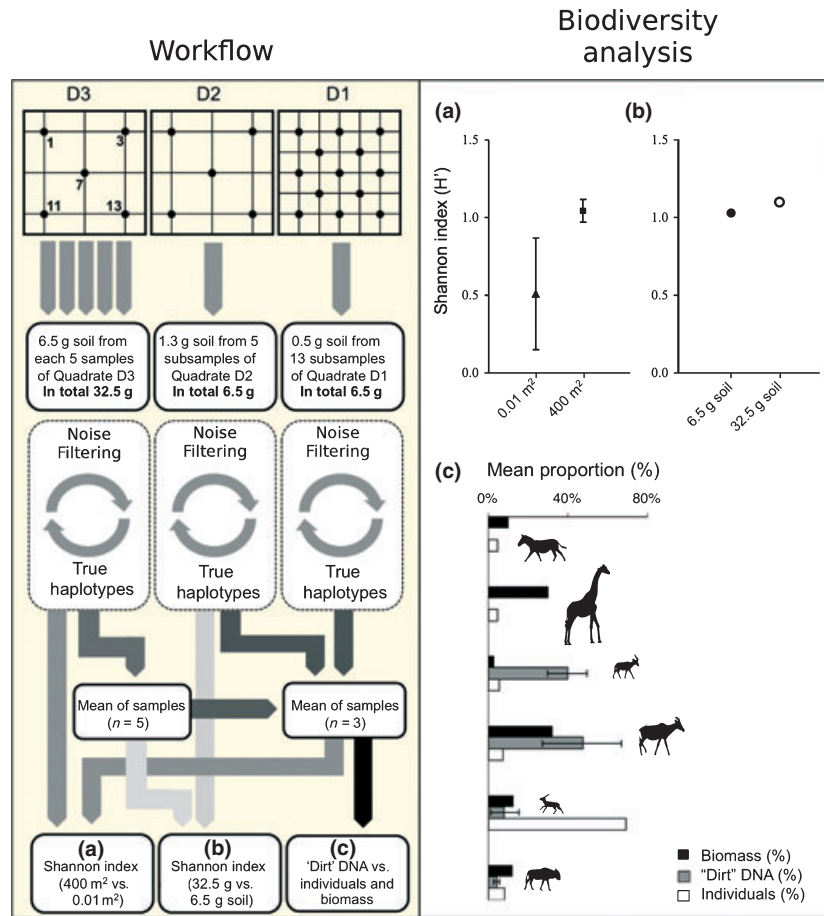 Workflow
D3
D2
D1
1
3
7
11
13
6.5 g soil from
each 5 samples
of Quadrate D3
In total 32.5 g
1.3 g soil from 5
subsamples of
Quadrate D2
In total 6.5 g
0.5 g soil from
13 subsamples
of Quadrate D1
In total 6.5 g
Noise
Filtering
True
haplotypes
Noise
Filtering
True
haplotypes
Noise
Filtering
True
haplotypes
Mean of samples
(n = 5)
Mean of samples
(n = 3)
(a)
Shannon index
(400 m² vs.
0.01 m²)
(b)
Shannon index
(32.5 g vs.
6.5 g soil)
(c)
'Dirt' DNA vs.
individuals and
biomass
Biodiversity
analysis
(a)
Shannon index (H')
1.5
1.0
0.5
0.0
0.01 m²
400 m²
(b)
1.5
1.0
0.5
0.0
6.5 g soil
32.5 g soil
(c)
Mean proportion (%)
0%
40%
80%
Biomass (%)
"Dirt" DNA (%)
Individuals (%)